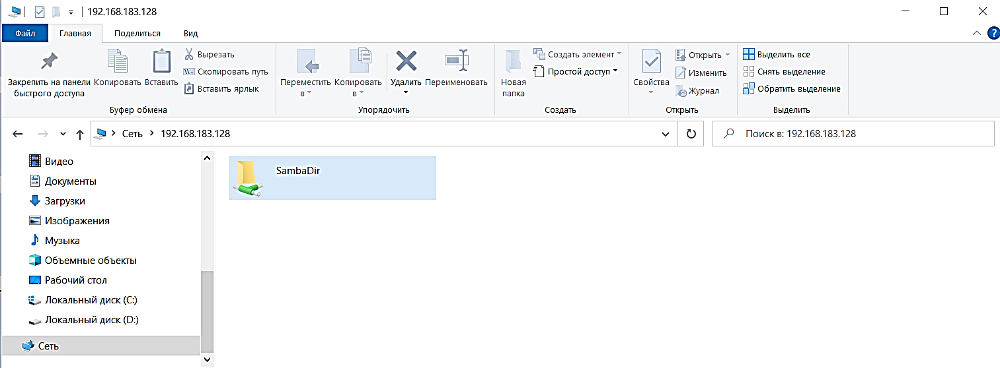 192.168.183.128
Файл Главная Поделиться Вид
Закрепить на панели
быстрого доступа
Копировать
Вставить
Вырезать
Скопировать путь
Вставить ярлык
Буфер обмена
Переместить
в
Копировать
в
Удалить
Переименовать
Упорядочить
Новая
папка
Создать элемент
Простой доступ
Создать
Свойства
Открыть
Изменить
Журнал
Открыть
Выделить все
Снять выделение
Обратить выделение
Выделить
Сеть 192.168.183.128
Поиск в: 192.168.183.128
Видео
Документы
Загрузки
Изображения
Музыка
Объемные объекты
Рабочий стол
Локальный диск (C:)
Локальный диск (D:)
Сеть
SambaDir